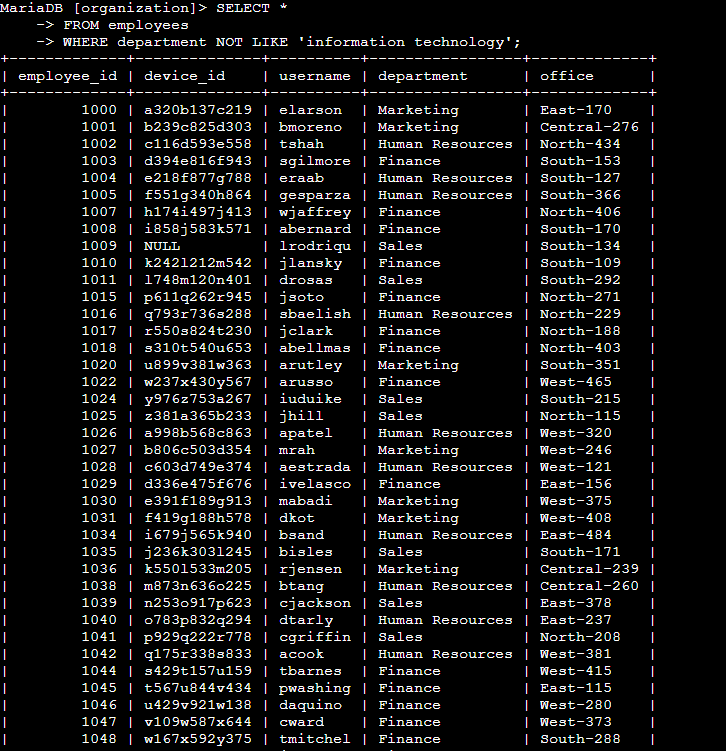 MariaDB [organization]> SELECT *
    -> FROM employees
    -> WHERE department NOT LIKE 'information technology';
+-------------+--------------+----------+-----------------+-------------+
| employee_id | device_id    | username | department      | office      |
+-------------+--------------+----------+-----------------+-------------+
|        1000 | a320b137c219 | elarson  | Marketing       | East-170    |
|        1001 | b239c825d303 | bmoreno  | Marketing       | Central-276 |
|        1002 | c116d593e558 | tshah    | Human Resources | North-434   |
|        1003 | d394e816f943 | sgilmore | Finance         | South-153   |
|        1004 | e218f877g788 | eraab    | Human Resources | South-127   |
|        1005 | f551g340h864 | gesparza | Human Resources | South-366   |
|        1007 | h174i497j413 | wjaffrey | Finance         | North-406   |
|        1008 | i858j583k571 | abernard | Finance         | South-170   |
|        1009 | NULL         | lrodriqu | Sales           | South-134   |
|        1010 | k242l212m542 | jlansky  | Finance         | South-109   |
|        1011 | l748m120n401 | drosas   | Sales           | South-292   |
|        1015 | p611q262r945 | jsoto    | Finance         | North-271   |
|        1016 | q793r736s288 | sbaelish | Human Resources | North-229   |
|        1017 | r550s824t230 | jclark   | Finance         | North-188   |
|        1018 | s310t540u653 | abellmas | Finance         | North-403   |
|        1020 | u899v381w363 | arutley  | Marketing       | South-351   |
|        1022 | w237x430y567 | arusso   | Finance         | West-465    |
|        1024 | y976z753a267 | iuduike  | Sales           | South-215   |
|        1025 | z381a365b233 | jhill    | Sales           | North-115   |
|        1026 | a998b568c863 | apatel   | Human Resources | West-320    |
|        1027 | b806c503d354 | mrah     | Marketing       | West-246    |
|        1028 | c603d749e374 | aestrada | Human Resources | West-121    |
|        1029 | d336e475f676 | ivelasco | Finance         | East-156    |
|        1030 | e391f189g913 | mabadi   | Marketing       | West-375    |
|        1031 | f419g188h578 | dkot     | Marketing       | West-408    |
|        1034 | i679j565k940 | bsand    | Human Resources | East-484    |
|        1035 | j236k303l245 | bisles   | Sales           | South-171   |
|        1036 | k550l533m205 | rjensen  | Marketing       | Central-239 |
|        1038 | m873n636o225 | btang    | Human Resources | Central-260 |
|        1039 | n253o917p623 | cjackson | Sales           | East-378    |
|        1040 | o783p832q294 | dtarly   | Human Resources | East-237    |
|        1041 | p929q222r778 | cgriffin | Sales           | North-208   |
|        1042 | q175r338s833 | acook    | Human Resources | West-381    |
|        1044 | s429t157u159 | tbarnes  | Finance         | West-415    |
|        1045 | t567u844v434 | pwashing | Finance         | East-115    |
|        1046 | u429v921w138 | daquino  | Finance         | West-280    |
|        1047 | v109w587x644 | cward    | Finance         | West-373    |
|        1048 | w167x592y375 | tmitchel | Finance         | South-288   |